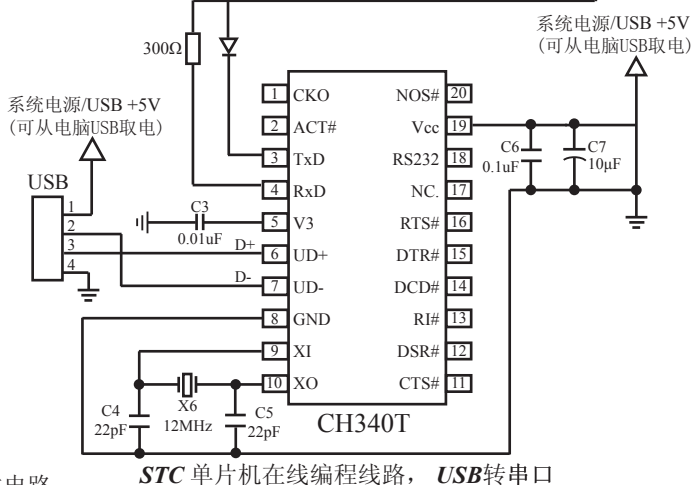 系统电源/USB +5V
(可从电脑USB取电)
300Ω
系统电源/USB +5V
(可从电脑USB取电)
USB
1
2
3
4
C3
0.01uF
D+
D-
1 CKO
2 ACT#
3 TxD
4 RxD
5 V3
6 UD+
7 UD-
8 GND
9 XI
10 XO
NOS# 20
Vcc 19
RS232 18
NC. 17
RTS# 16
DTR# 15
DCD# 14
RI# 13
DSR# 12
CTS# 11
C6
0.1uF
C7
10μF
C4
22pF
X6
12MHz
C5
22pF
CH340T
STC 单片机在线编程线路， USB转串口